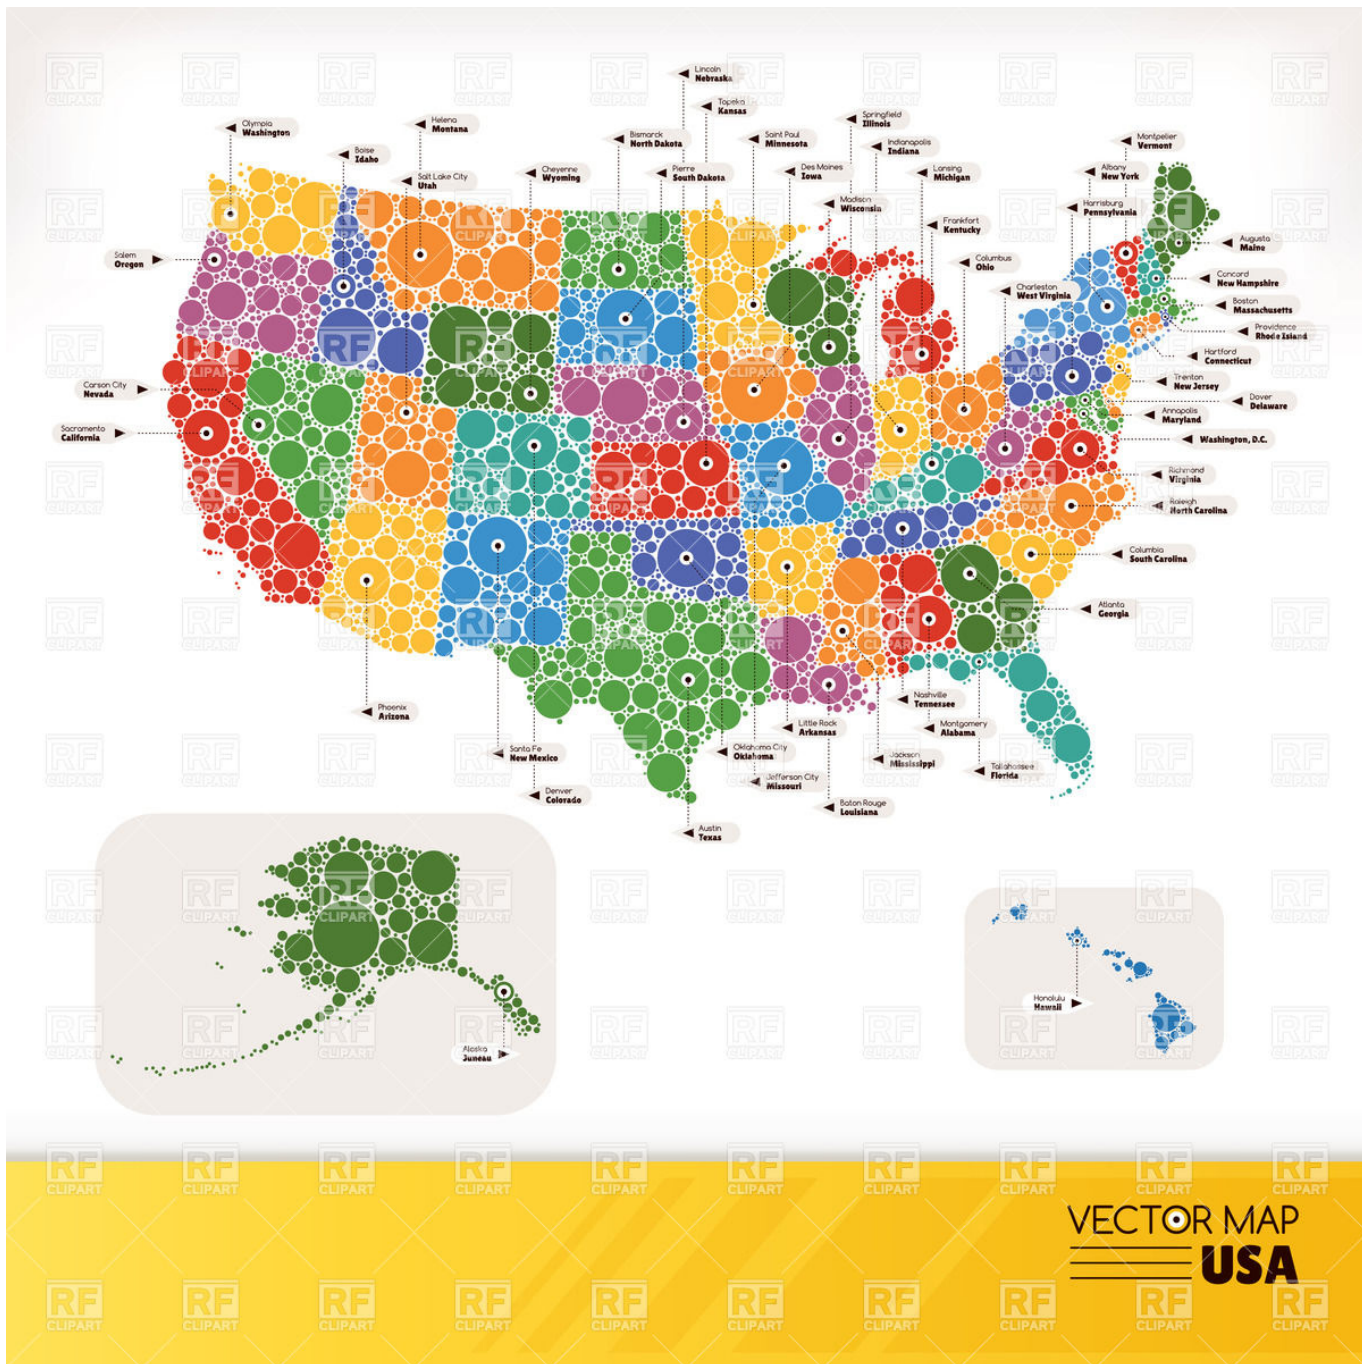 Lincoln
Nebraska
Topeka
Kansas
Springfield
Illinois
Olympia
Washington
Helena
Montana
Bismarck
North Dakota
Saint Paul
Minnesota
Indianapolis
Indiana
Montpelier
Vermont
Boise
Idaho
Salt Lake City
Utah
Cheyenne
Wyoming
Pierre
South Dakota
Des Moines
Iowa
Lansing
Michigan
Albany
New York
Madison
Wisconsin
Harrisburg
Pennsylvania
Frankfort
Kentucky
Augusta
Maine
Salem
Oregon
Columbus
Ohio
Concord
New Hampshire
Charleston
West Virginia
Boston
Massachusetts
Providence
Rhode Island
Hartford
Connecticut
Trenton
New Jersey
Carson City
Nevada
Dover
Delaware
Annapolis
Maryland
Sacramento
California
Washington, D.C.
Richmond
Virginia
Raleigh
North Carolina
Columbia
South Carolina
Atlanta
Georgia
Nashville
Tennessee
Phoenix
Arizona
Little Rock
Arkansas
Montgomery
Alabama
Santa Fe
New Mexico
Oklahoma City
Oklahoma
Jackson
Mississippi
Tallahassee
Florida
Jefferson City
Missouri
Denver
Colorado
Baton Rouge
Louisiana
Austin
Texas
Honolulu
Hawaii
Alaska
Juneau
VECTOR MAP
USA
RF
CLIPART